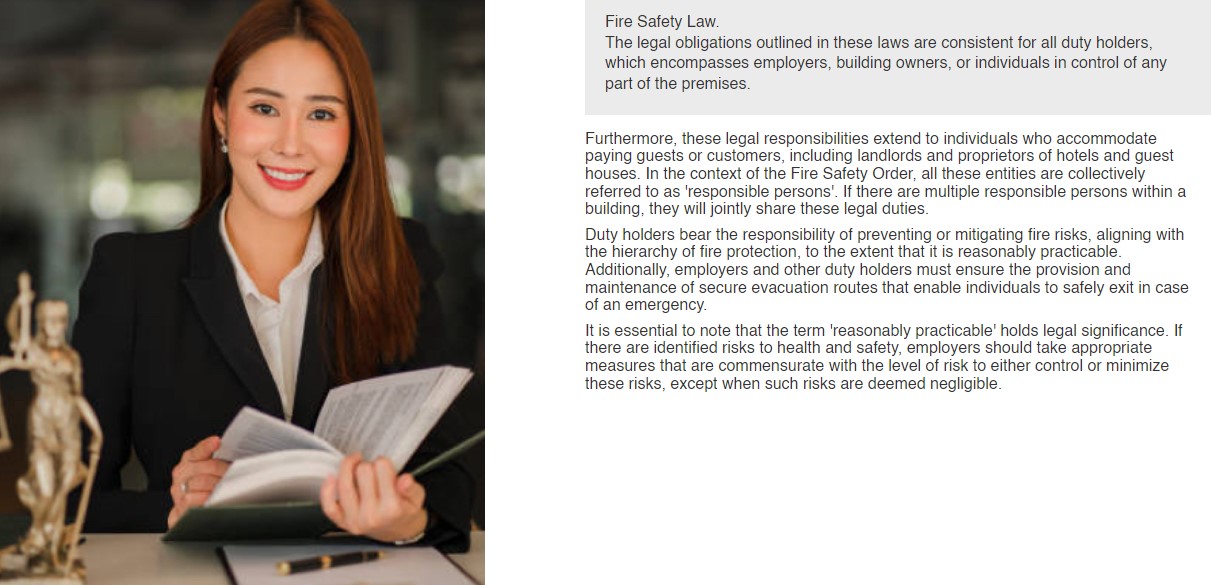 Fire Safety Law.
The legal obligations outlined in these laws are consistent for all duty holders,
which encompasses employers, building owners, or individuals in control of any
part of the premises.
Furthermore, these legal responsibilities extend to individuals who accommodate
paying guests or customers, including landlords and proprietors of hotels and guest
houses. In the context of the Fire Safety Order, all these entities are collectively
referred to as 'responsible persons'. If there are multiple responsible persons within a
building, they will jointly share these legal duties.
Duty holders bear the responsibility of preventing or mitigating fire risks, aligning with
the hierarchy of fire protection, to the extent that it is reasonably practicable.
Additionally, employers and other duty holders must ensure the provision and
maintenance of secure evacuation routes that enable individuals to safely exit in case
of an emergency.
It is essential to note that the term 'reasonably practicable' holds legal significance. If
there are identified risks to health and safety, employers should take appropriate
measures that are commensurate with the level of risk to either control or minimize
these risks, except when such risks are deemed negligible.